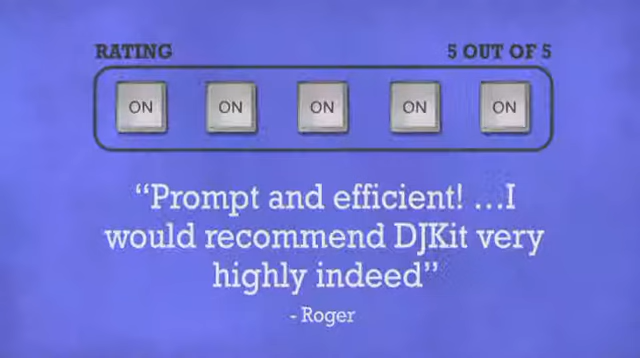 RATING 5 OUT OF 5
ON ON ON ON ON
“Prompt and efficient! ...I
would recommend DJKit very
highly indeed”
- Roger